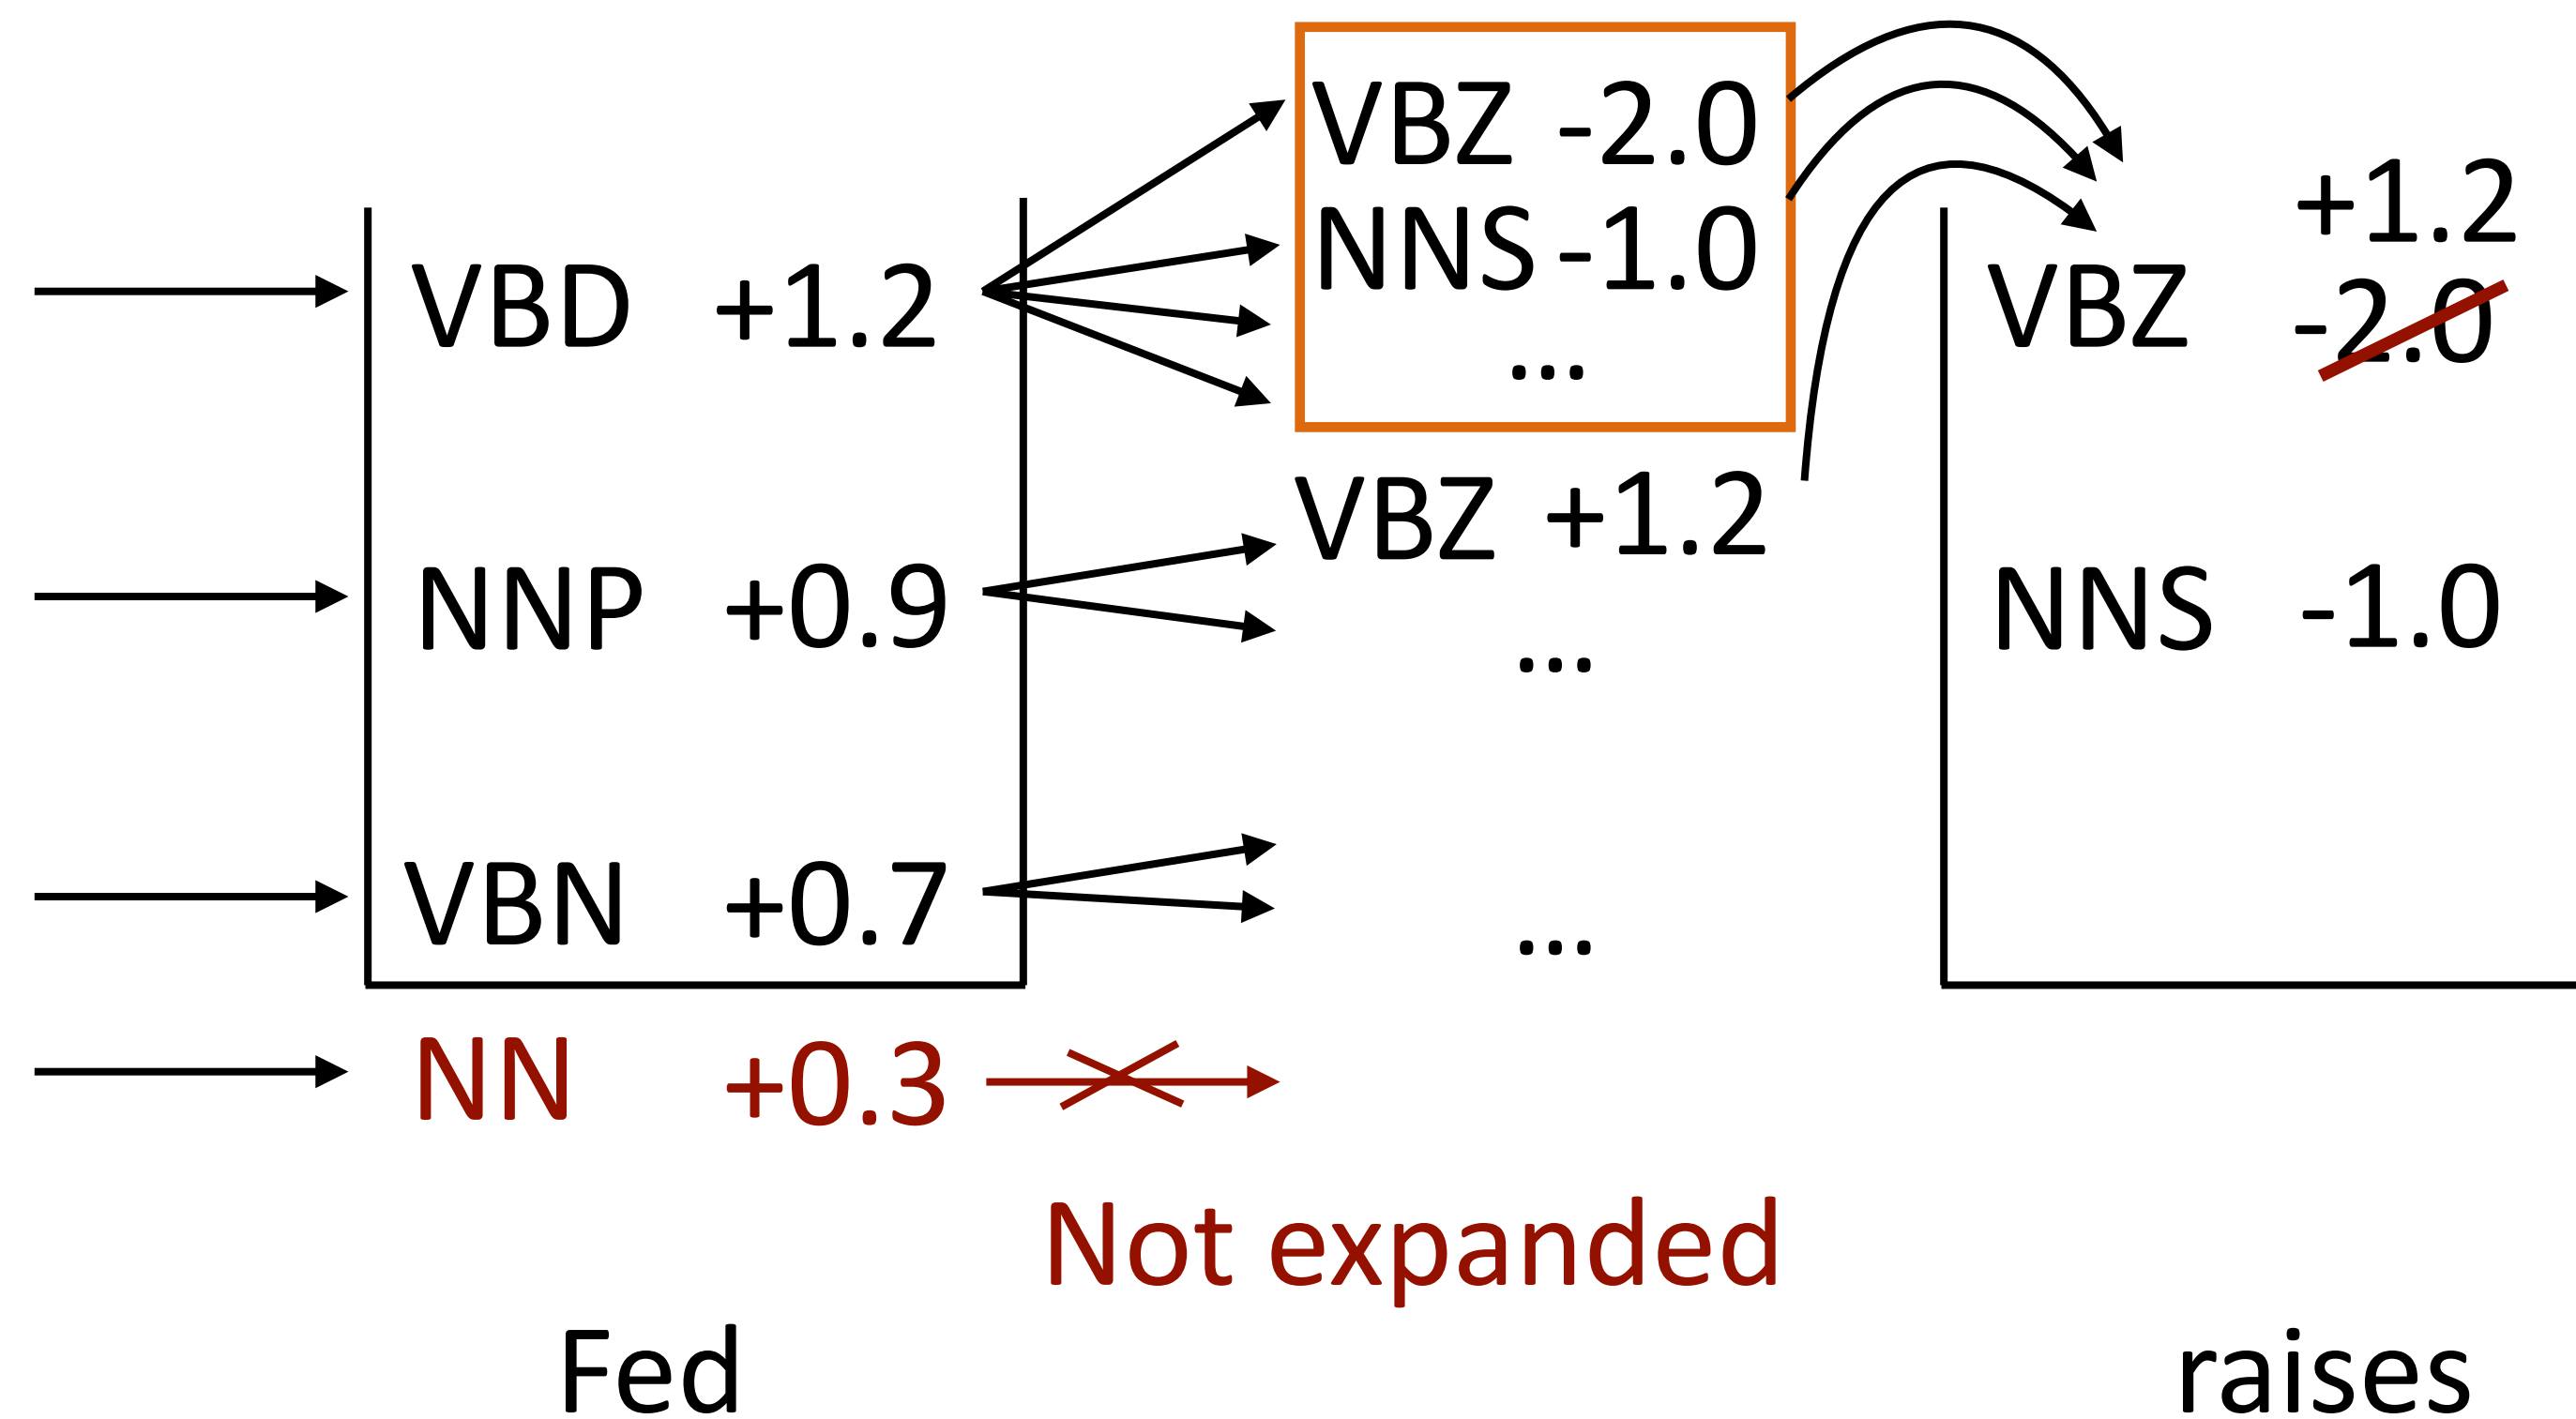 VBD +1.2
NNP +0.9
VBN +0.7
NN +0.3
Fed
VBZ -2.0
NNS -1.0
...
VBZ +1.2
...
...
Not expanded
+1.2
VBZ -2.0
NNS -1.0
raises